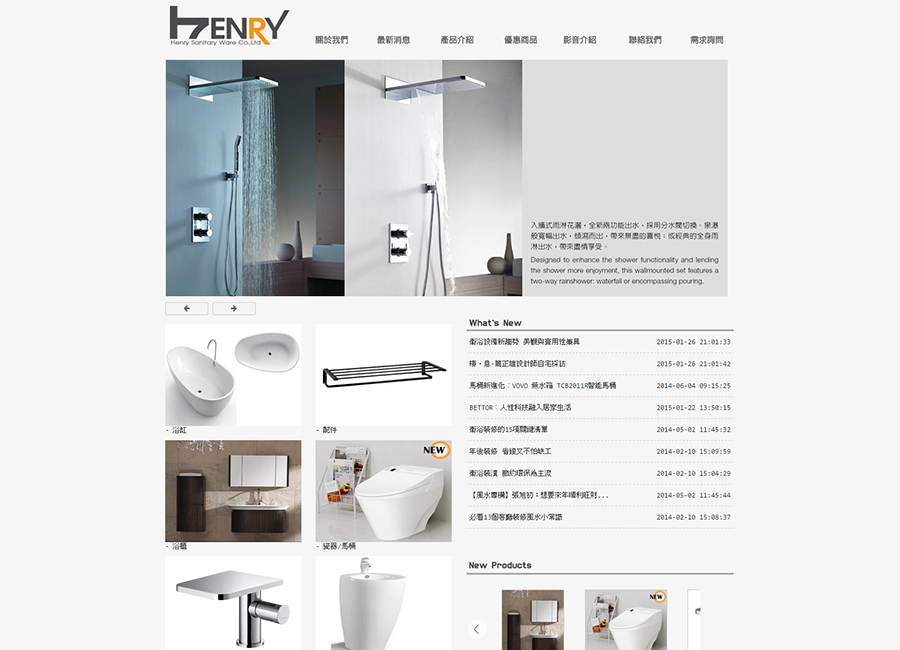 HENRY
Henry Sanitary Ware Co.,Ltd
關於我們 最新消息 產品介紹 優惠商品 影音介紹 聯絡我們 需求詢問
入牆式雨淋花灑，全新兩功能出水，採用分水閥切換。泉瀑
般寬幅出水，傾瀉而出，帶來無盡的喜悅；或經典的全身雨
淋出水，帶來盡情享受。
Designed to enhance the shower functionality and lending
the shower more enjoyment, this wallmounted set features a
two-way rainshower: waterfall or encompassing pouring.
What's New
衛浴設備新趨勢 美觀與實用性兼具 2015-01-26 21:01:33
樓‧息-簡正雄設計師自宅採訪 2015-01-26 21:01:42
馬桶新進化：VOVO 無水箱 TCB2011R智能馬桶 2014-06-04 09:15:25
BETTOR：人性科技融入居家生活 2015-01-22 13:50:15
衛浴裝修的15項關鍵清單 2014-05-02 11:45:32
年後裝修 省錢又不怕缺工 2014-02-10 15:09:59
衛浴裝潢 節約環保為主流 2014-02-10 15:04:29
【風水專欄】張旭初：想要來年順利旺財... 2014-05-02 11:45:44
必看13個客廳裝修風水小常識 2014-02-10 15:08:37
- 浴缸
- 配件
NEW
- 浴櫃
- 瓷器/馬桶
New Products
NEW